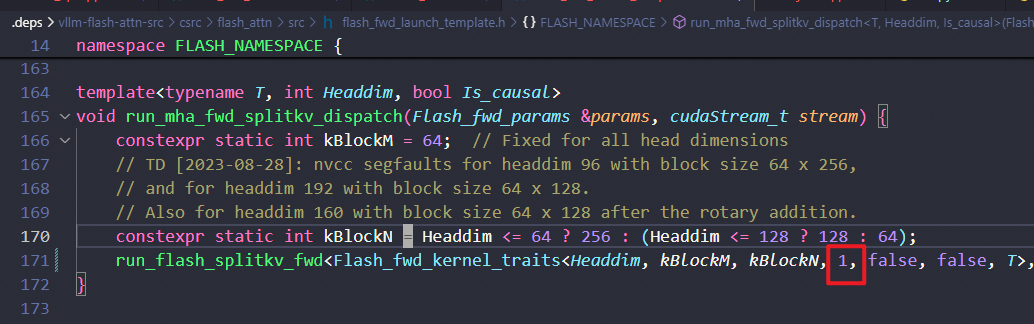 .deps > vllm-flash-attn-src > csrc > flash_attn > src > h flash_fwd_launch_template.h > {} FLASH_NAMESPACE > run_mha_fwd_splitkv_dispatch<T, Headdim, Is_causal>(Flash
14 namespace FLASH_NAMESPACE {
163
164 template<typename T, int Headdim, bool Is_causal>
165 void run_mha_fwd_splitkv_dispatch(Flash_fwd_params &params, cudaStream_t stream) {
166 constexpr static int kBlockM = 64;  // Fixed for all head dimensions
167 // TD [2023-08-28]: nvcc segfaults for headdim 96 with block size 64 x 256,
168 // and for headdim 192 with block size 64 x 128.
169 // Also for headdim 160 with block size 64 x 128 after the rotary addition.
170 constexpr static int kBlockN = Headdim <= 64 ? 256 : (Headdim <= 128 ? 128 : 64);
171 run_flash_splitkv_fwd<Flash_fwd_kernel_traits<Headdim, kBlockM, kBlockN, 1, false, false, T>,
172 }
173